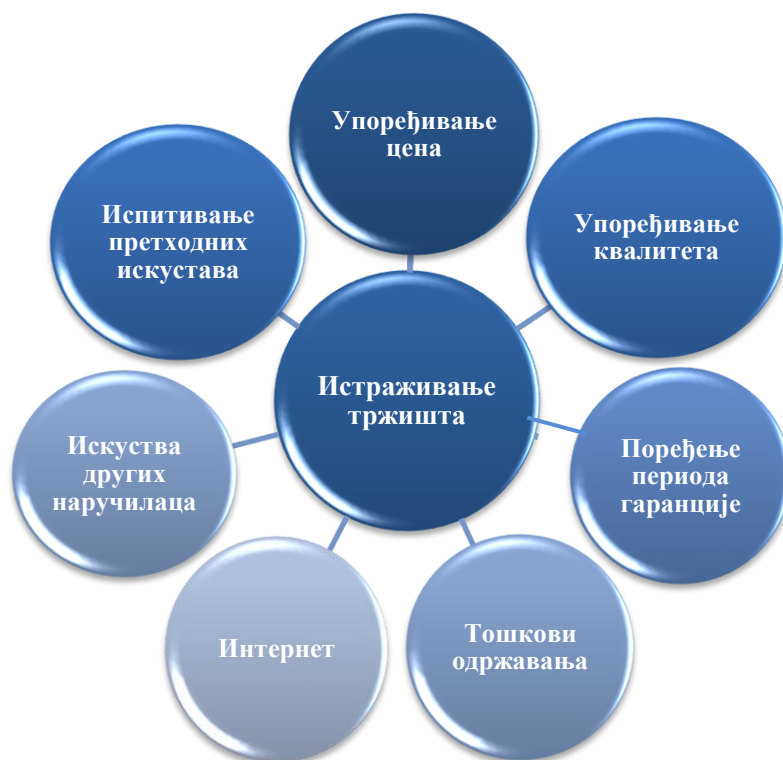 Упоређивање
цена
Упоређивање
квалитета
Поређење
периода
гаранције
Тошкови
одржавања
Интернет
Искуства
других
наручилаца
Испитивање
претходних
искустава
Истраживање
тржишта